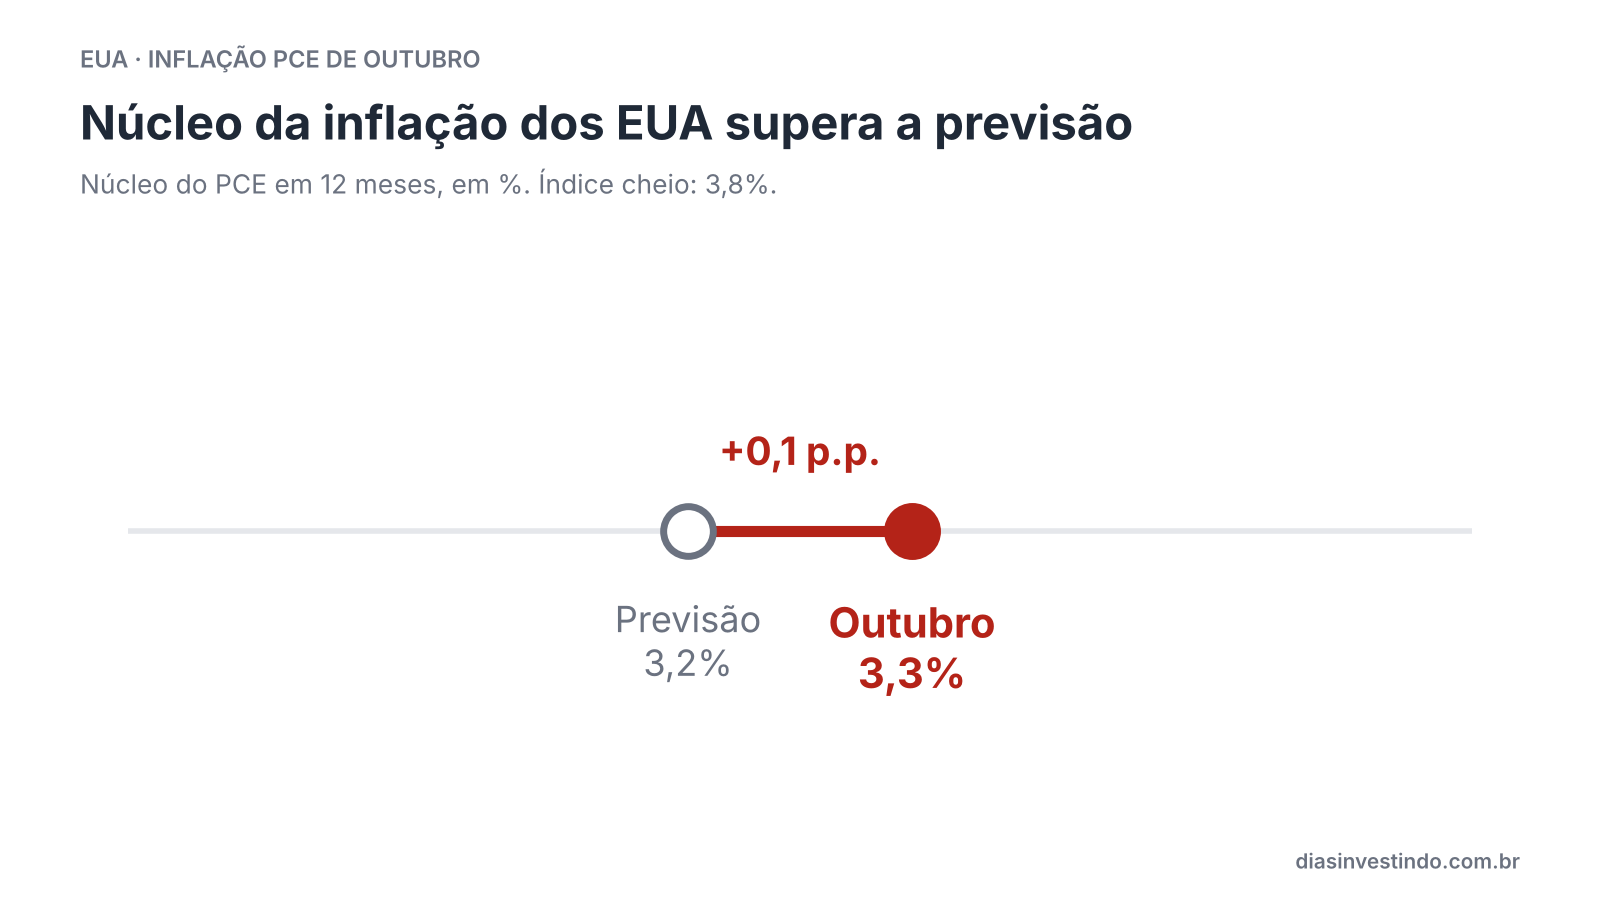 EUA · INFLAÇÃO PCE DE OUTUBRO
Núcleo da inflação dos EUA supera a previsão
Núcleo do PCE em 12 meses, em %. Índice cheio: 3,8%.
+0,1 p.p.
Previsão
3,2%
Outubro
3,3%
diasinvestindo.com.br